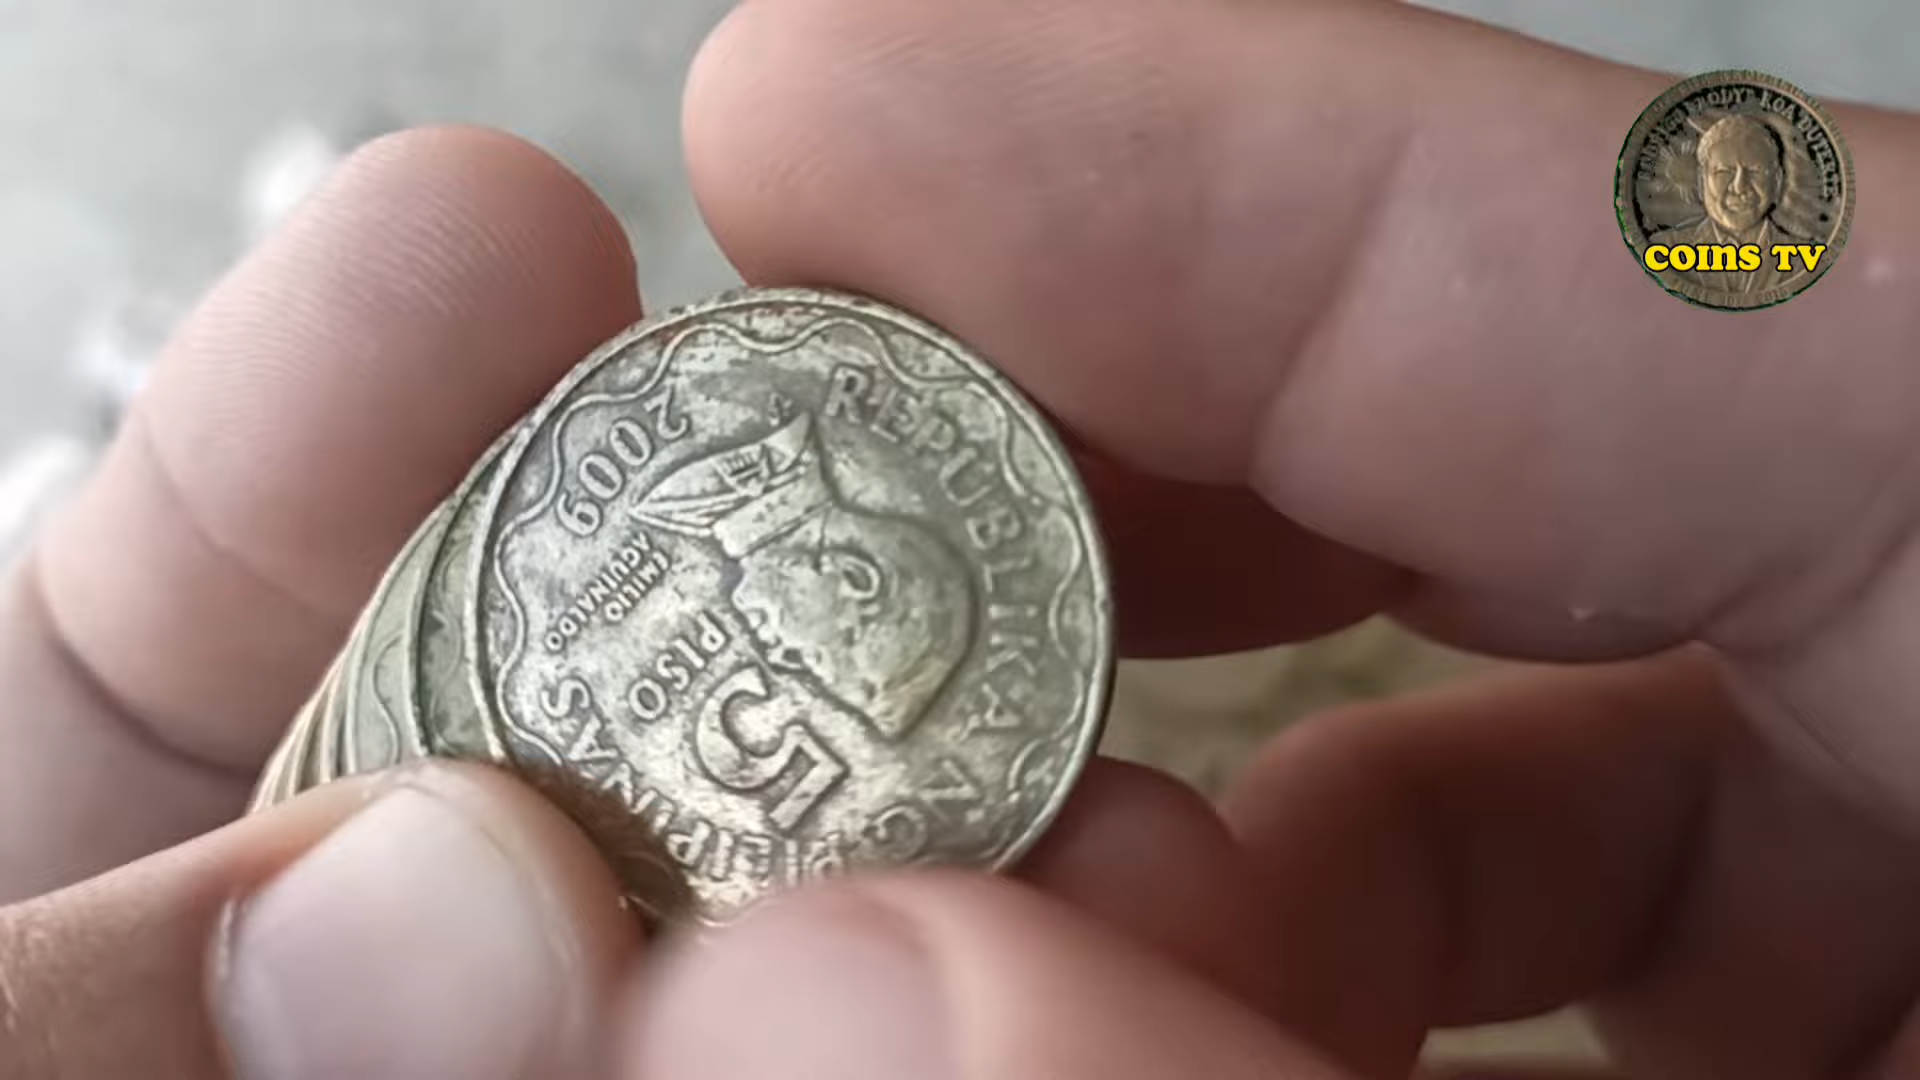 REPUBLIKA NG PILIPINAS
2009
EMILIO
AGUINALDO
5
PISO
COINS TV